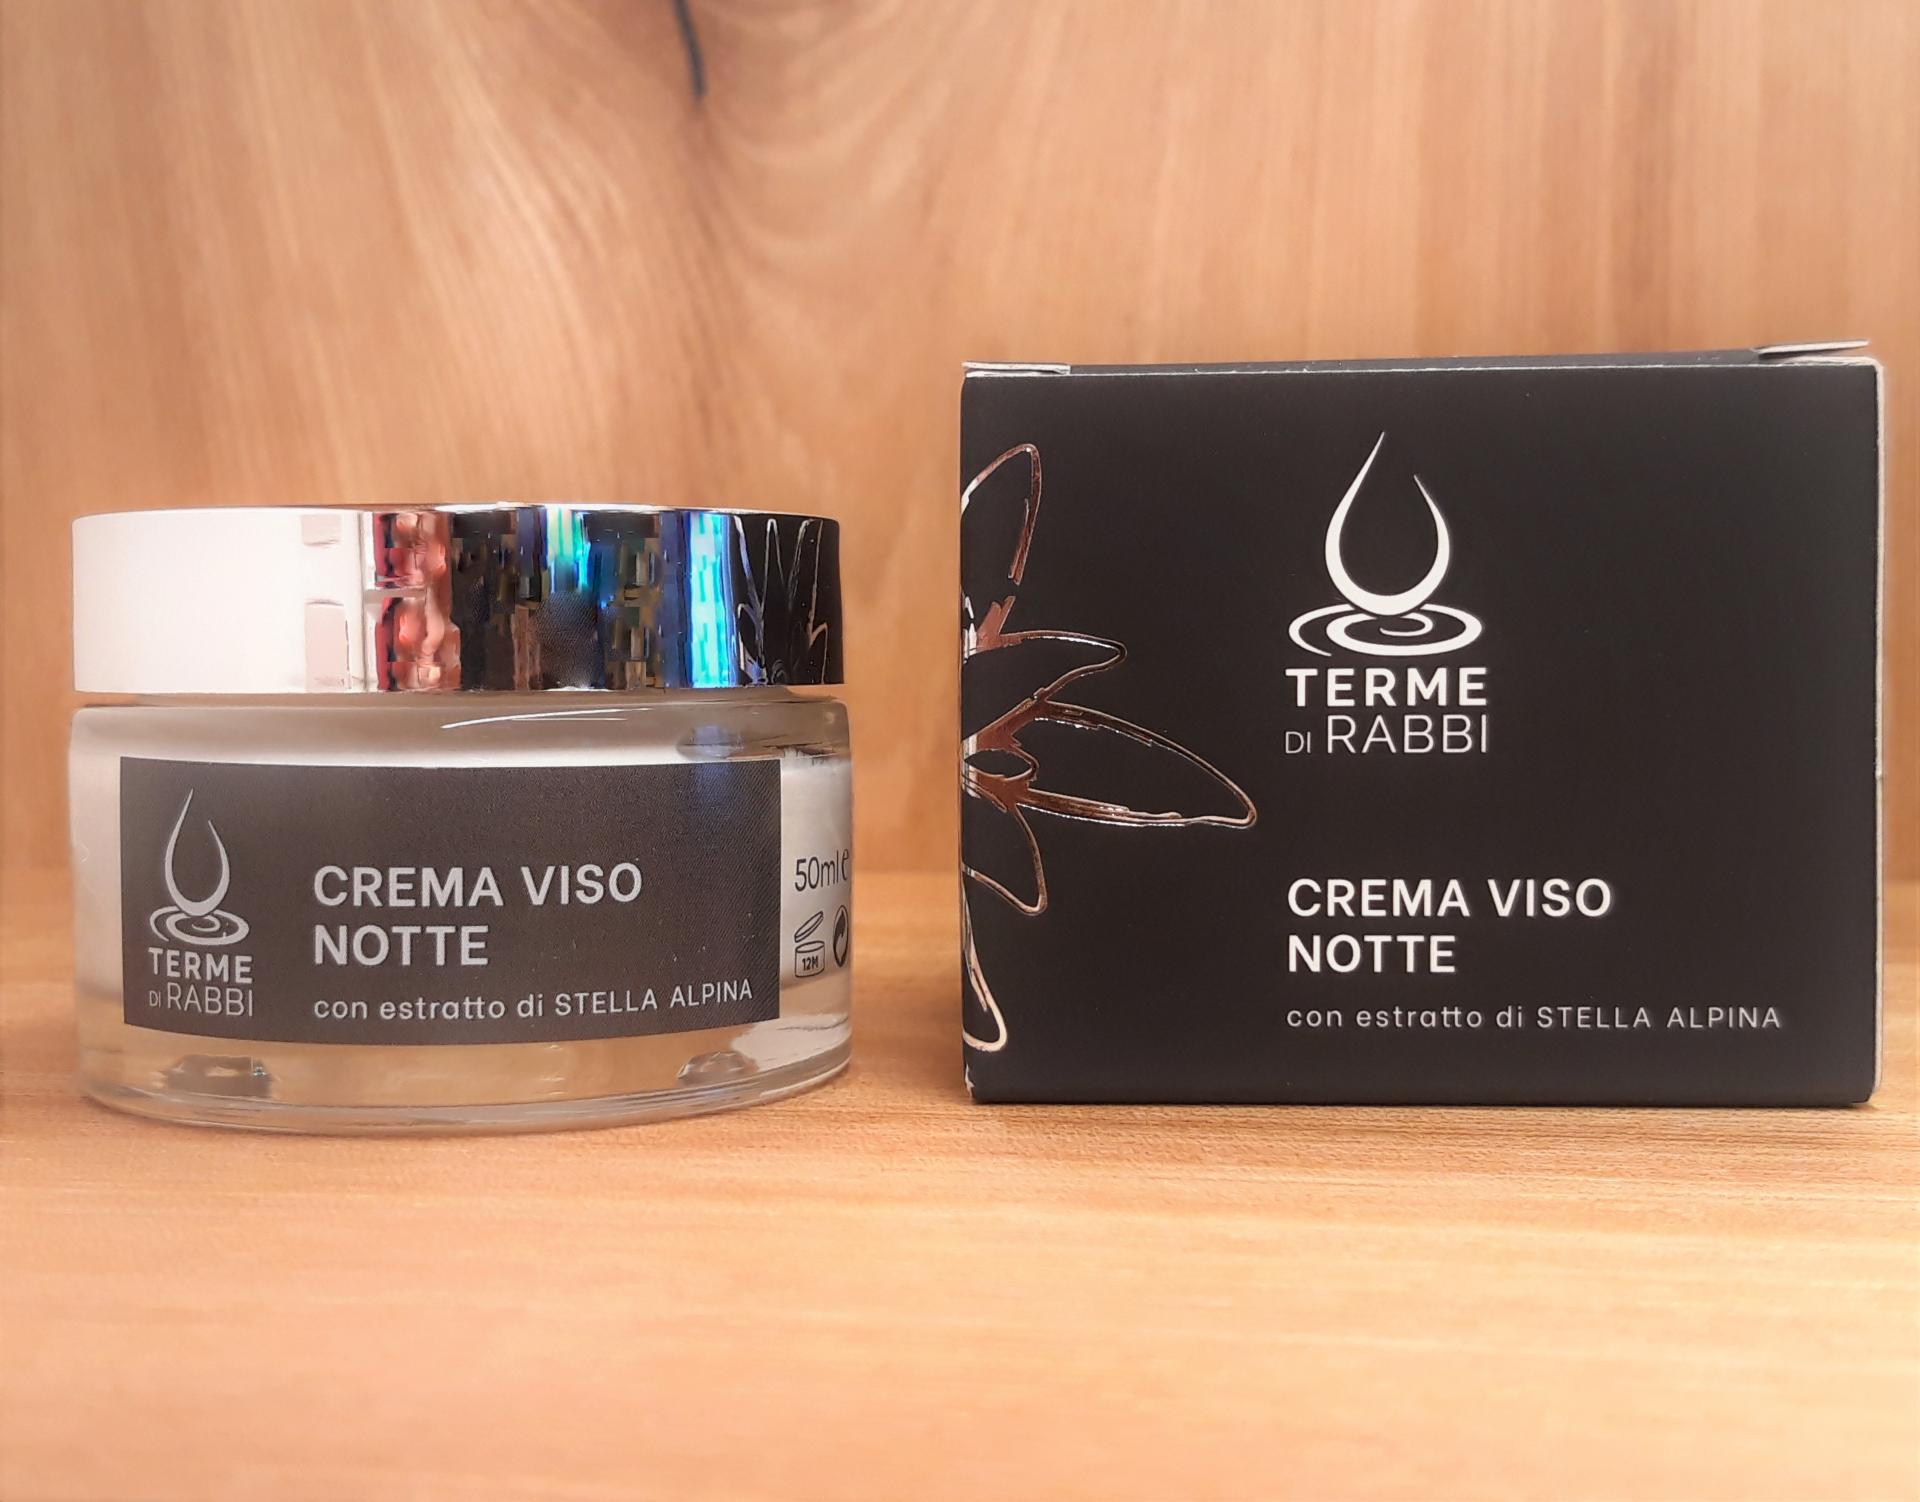 TERME
DI RABBI
CREMA VISO
NOTTE
con estratto di STELLA ALPINA
50ml e
12M
TERME
DI RABBI
CREMA VISO
NOTTE
con estratto di STELLA ALPINA